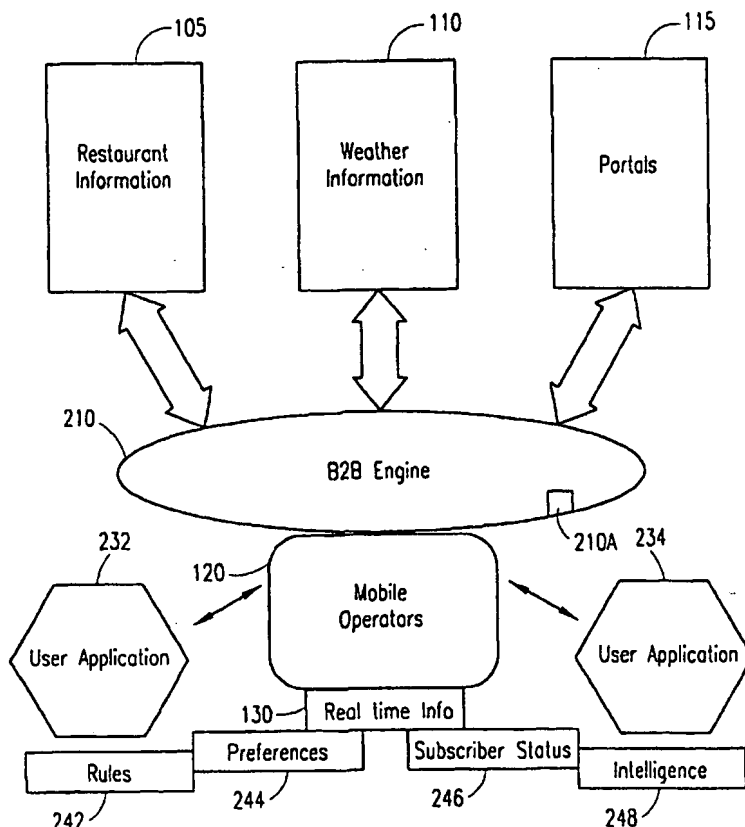 105
110
115
Restaurant
Information
Weather
Information
Portals
210
B2B Engine
210A
232
120
234
Mobile
Operators
User Application
User Application
130
Real time Info
Preferences
Subscriber Status
Rules
Intelligence
242
244
246
248